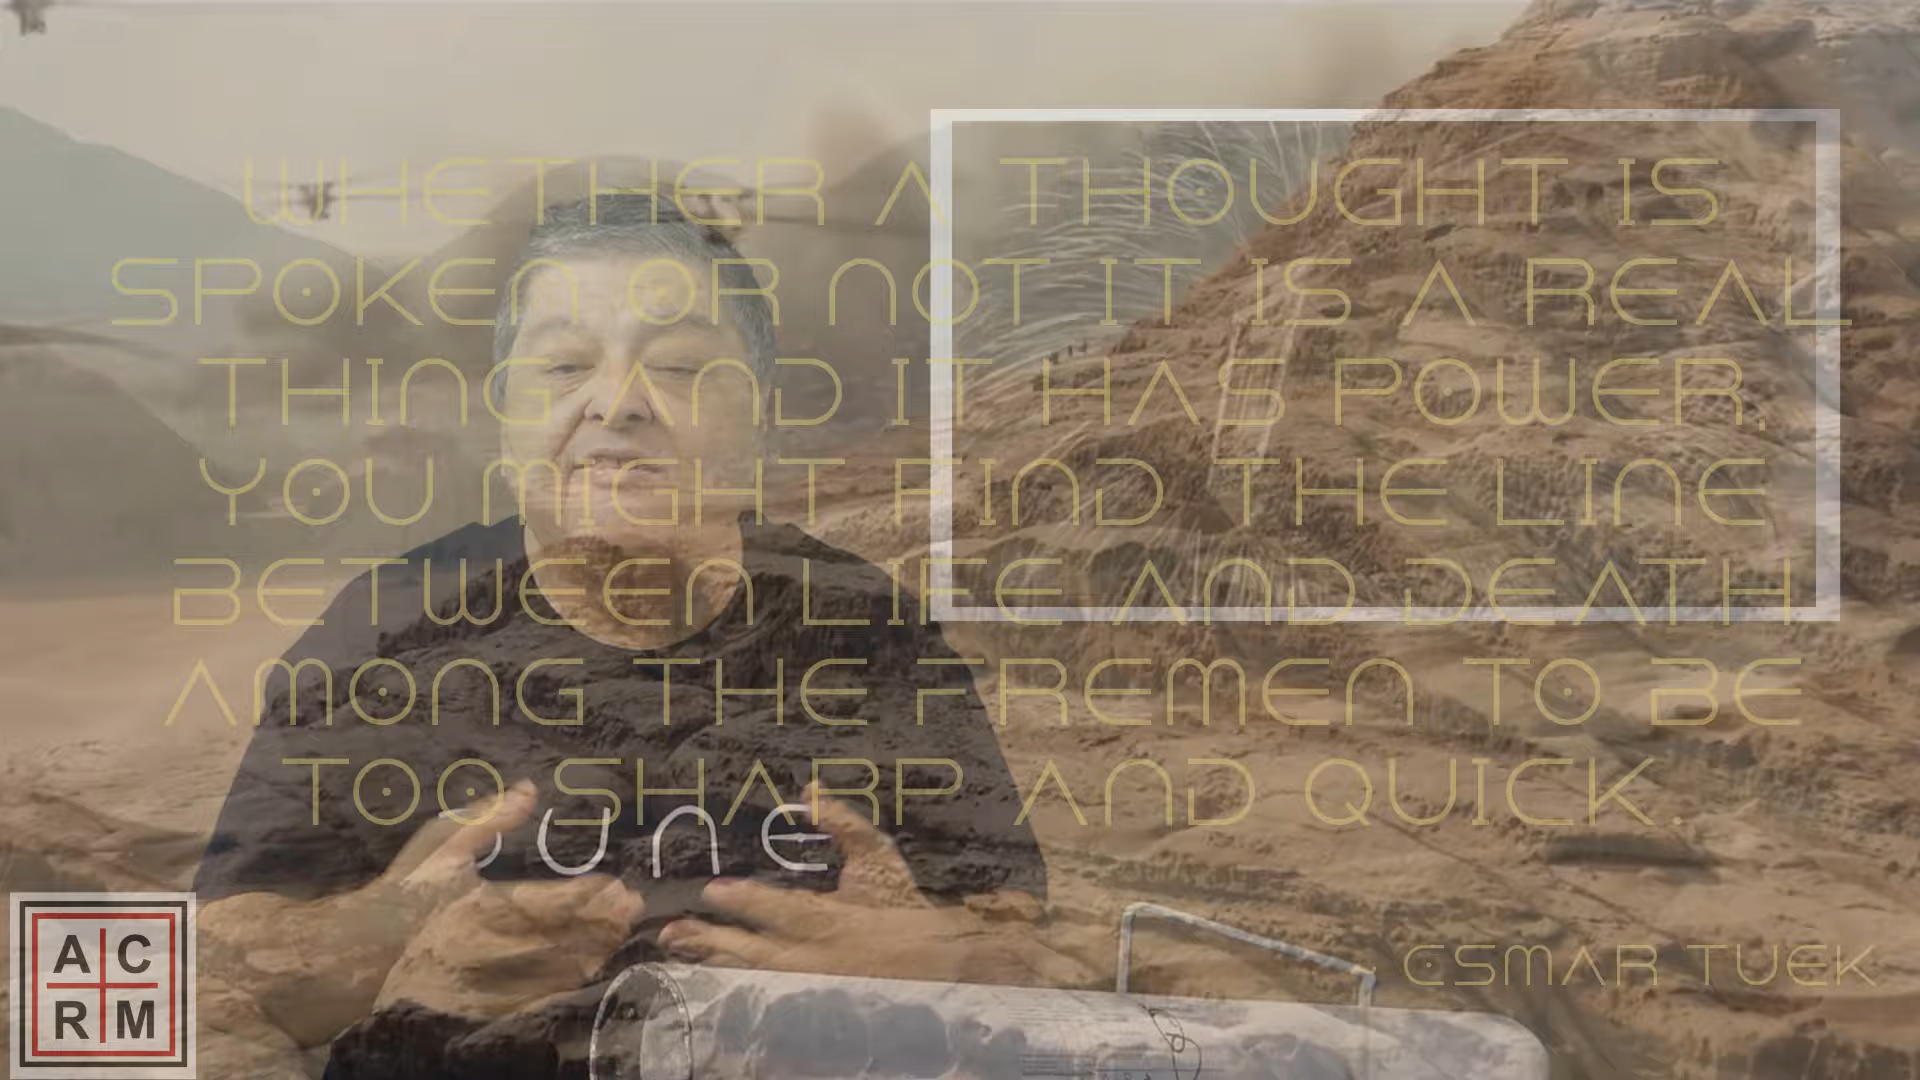 WHETHER A THOUGHT IS
SPOKEN OR NOT IT IS A REAL
THING AND IT HAS POWER,
YOU MIGHT FIND THE LINE
BETWEEN LIFE AND DEATH
AMONG THE FREMEN TO BE
TOO SHARP AND QUICK.
DUNE
ESMAR TUEK
A C
R M